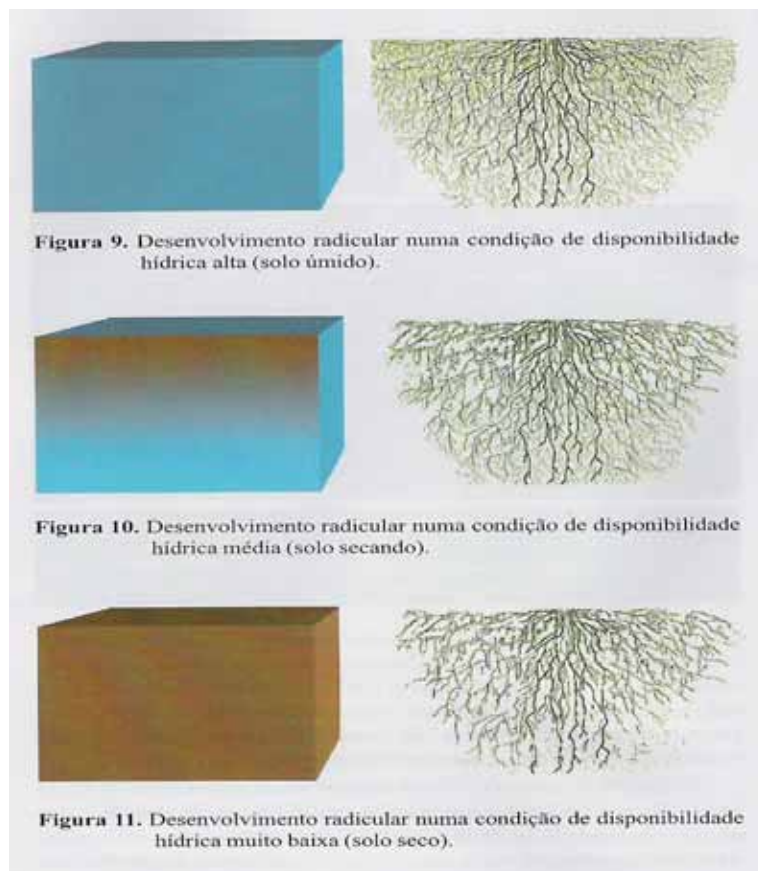 Figura 9. Desenvolvimento radicular numa condição de disponibilidade
hídrica alta (solo úmido).
Figura 10. Desenvolvimento radicular numa condição de disponibilidade
hídrica média (solo secando).
Figura 11. Desenvolvimento radicular numa condição de disponibilidade
hídrica muito baixa (solo seco).